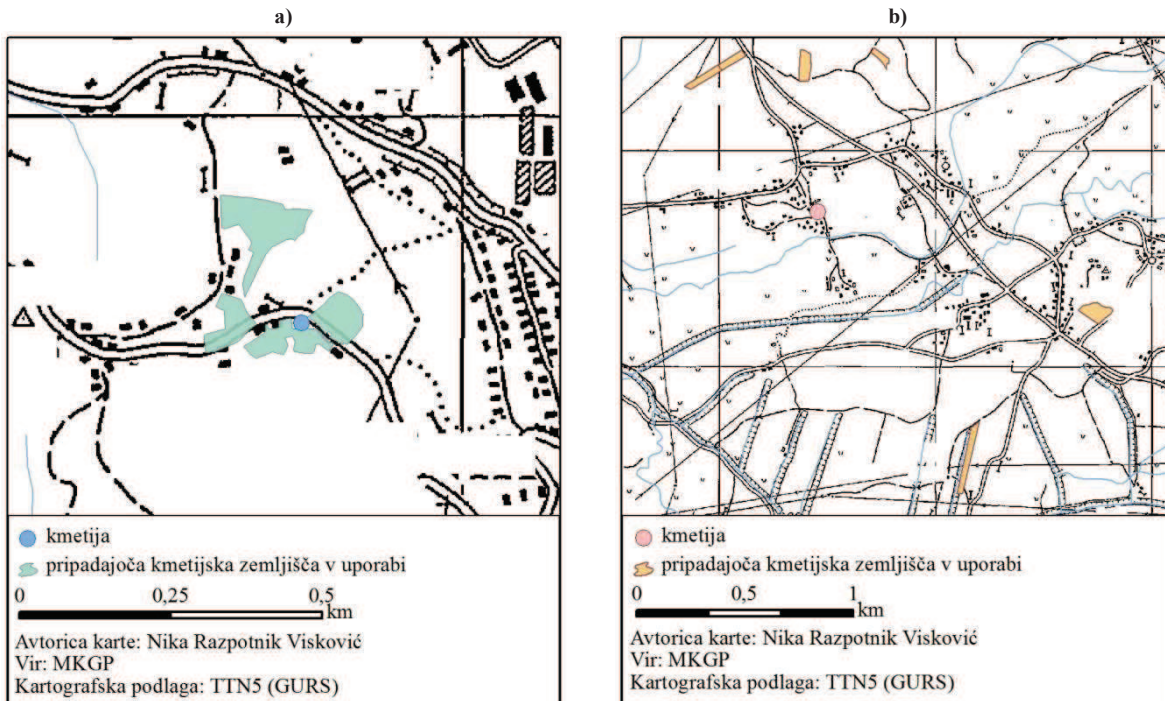 a)
kmetija
pripadajoča kmetijska zemljišča v uporabi
0 0,25 0,5
km
Avtorica karte: Nika Razpotnik Visković
Vir: MKGP
Kartografska podlaga: TTN5 (GURS)
b)
kmetija
pripadajoča kmetijska zemljišča v uporabi
0 0,5 1
km
Avtorica karte: Nika Razpotnik Visković
Vir: MKGP
Kartografska podlaga: TTN5 (GURS)